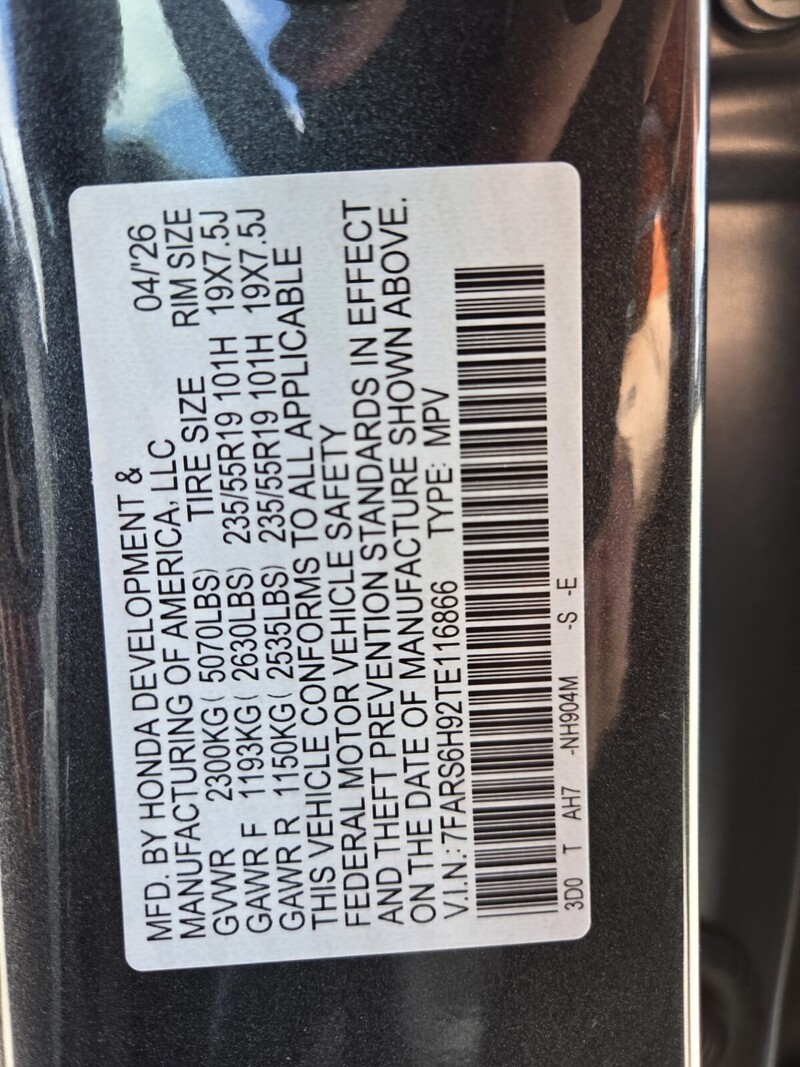 MFD. BY HONDA DEVELOPMENT &
MANUFACTURING OF AMERICA, LLC 04/'26
TIRE SIZE RIM SIZE
GVWR 2300KG ( 5070LBS)
GAWR F 1193KG ( 2630LBS) 235/55R19 101H 19X7.5J
GAWR R 1150KG ( 2535LBS) 235/55R19 101H 19X7.5J
THIS VEHICLE CONFORMS TO ALL APPLICABLE
FEDERAL MOTOR VEHICLE SAFETY
AND THEFT PREVENTION STANDARDS IN EFFECT
ON THE DATE OF MANUFACTURE SHOWN ABOVE.
V.I.N.: 7FARS6H92TE116866 TYPE: MPV
3D0 T AH7 -NH904M -S -E